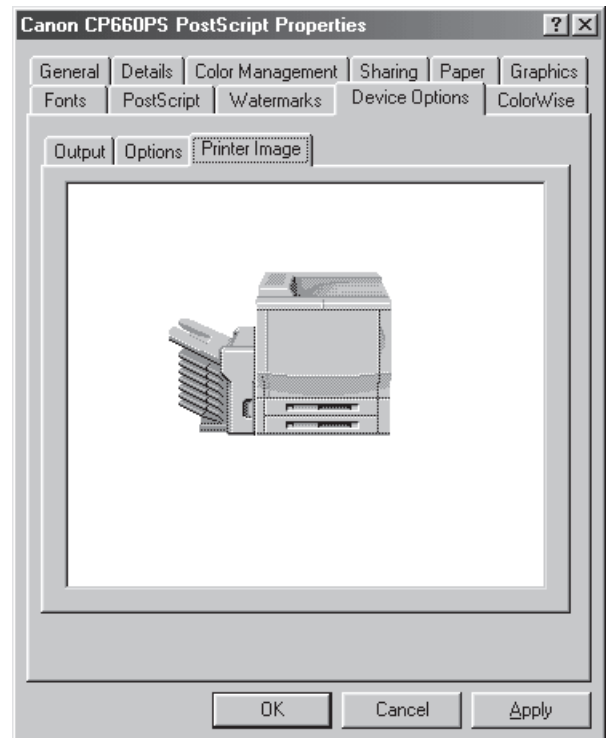 Canon CP660PS PostScript Properties
General Details Color Management Sharing Paper Graphics
Fonts PostScript Watermarks Device Options ColorWise
Output Options Printer Image
OK Cancel Apply